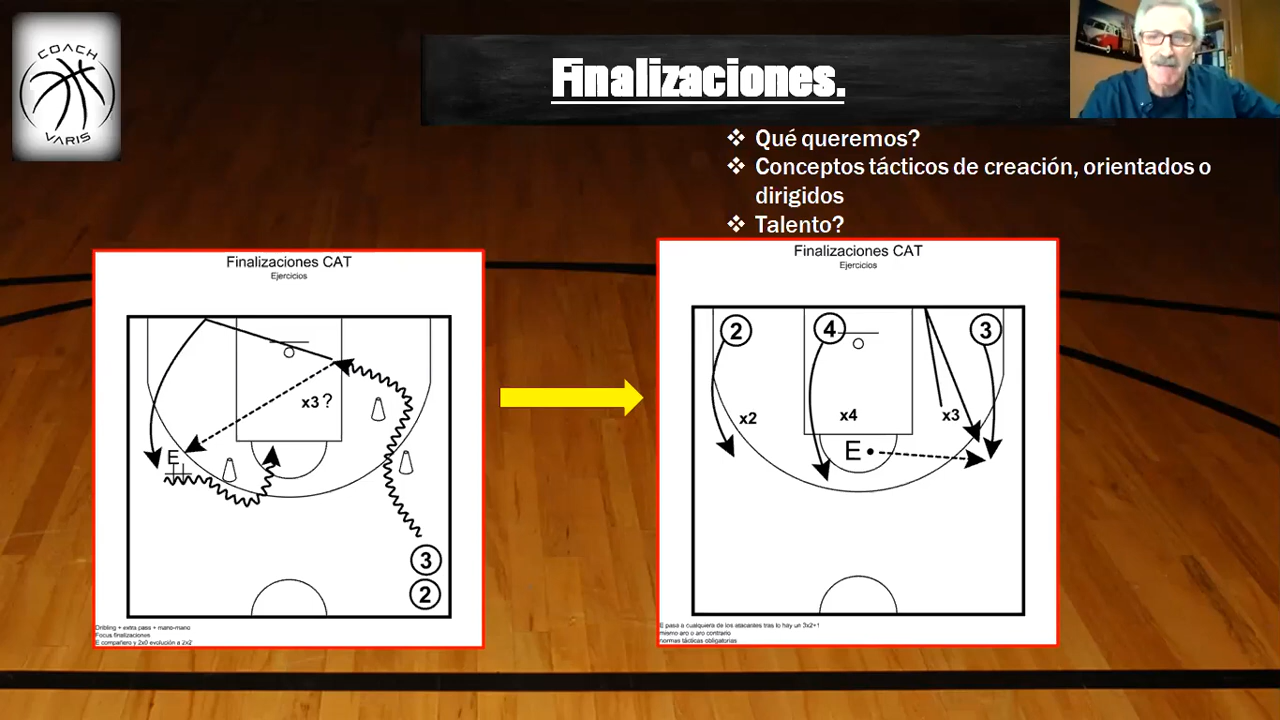 COACH
VARIS
Finalizaciones.
❖ Qué queremos?
❖ Conceptos tácticos de creación, orientados o
dirigidos
❖ Talento?
Finalizaciones CAT
Ejercicios
x3 ?
E
3
2
Dribling + extra pass + mano-mano
Focus finalizaciones
E compañero y 2x0 evolución a 2x2
Finalizaciones CAT
Ejercicios
2
4
3
x2
x4
x3
E
E pasa a cualquiera de los atacantes tras lo hay un 3x2+1
mismo aro o aro contrario
normas tácticas obligatorias